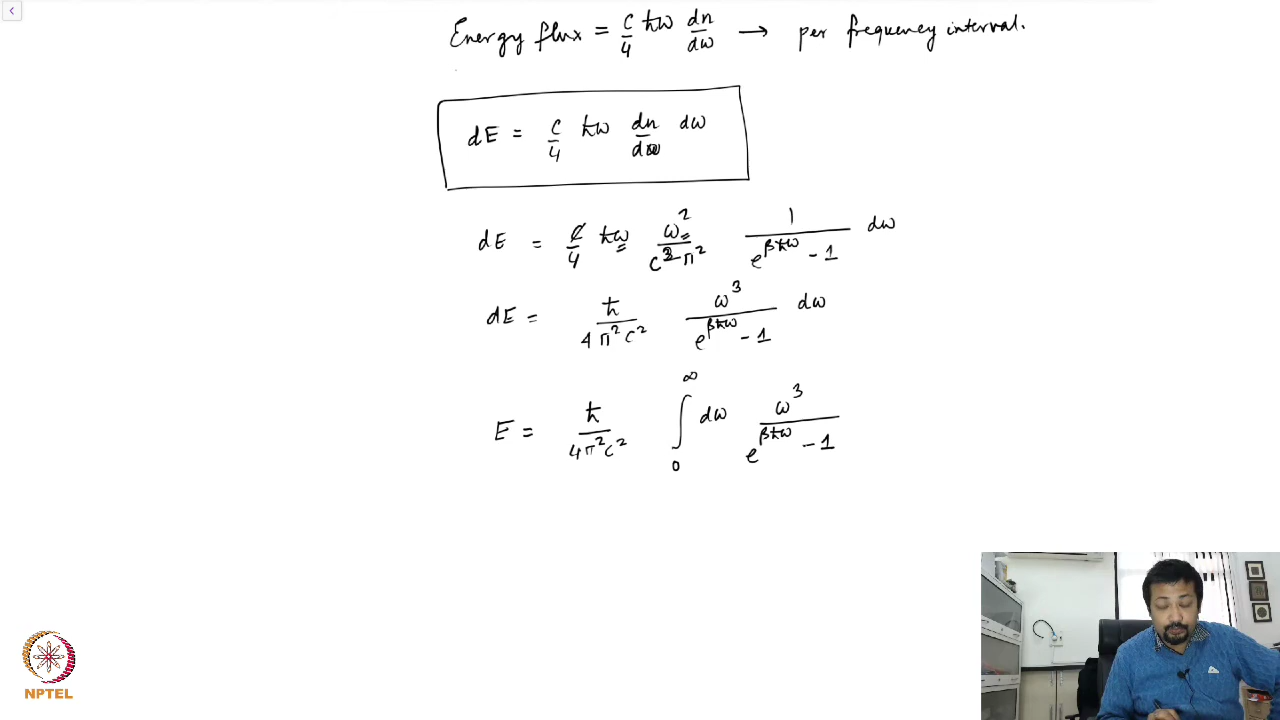 Energy flux = c/4 ħω dn/dω → per frequency interval.
dE = c/4 ħω dn/dω dω
dE = c/4 ħω ω²/c³π² 1/e^βħω - 1 dω
dE = ħ/4π²c² ω³/e^βħω - 1 dω
E = ħ/4π²c² ∫₀^∞ dω ω³/e^βħω - 1
NPTEL